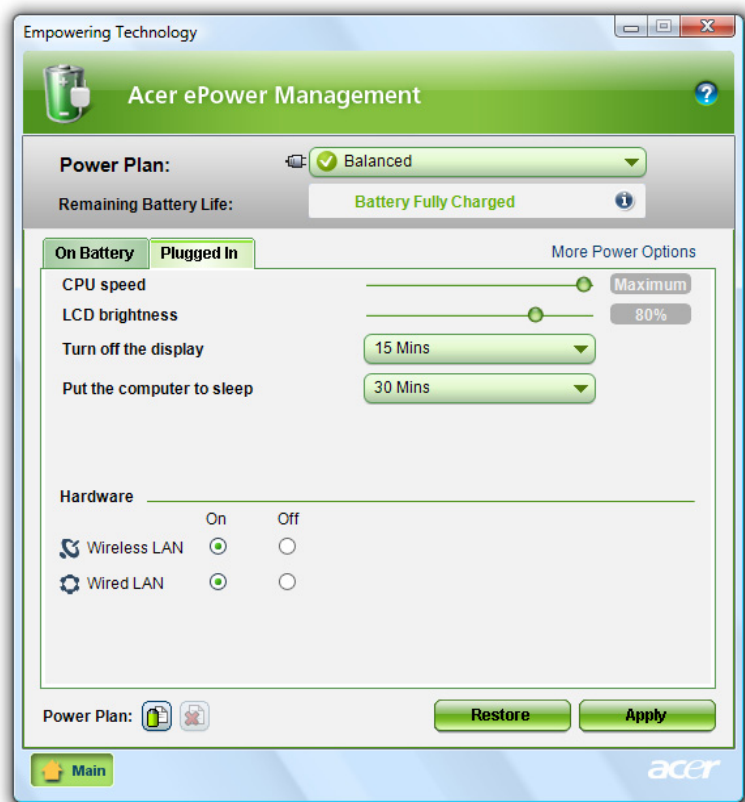 Empowering Technology
Acer ePower Management
Power Plan: Balanced
Remaining Battery Life: Battery Fully Charged
On Battery Plugged In More Power Options
CPU speed Maximum
LCD brightness 80%
Turn off the display 15 Mins
Put the computer to sleep 30 Mins
Hardware
On Off
Wireless LAN
Wired LAN
Power Plan: Restore Apply
Main acer